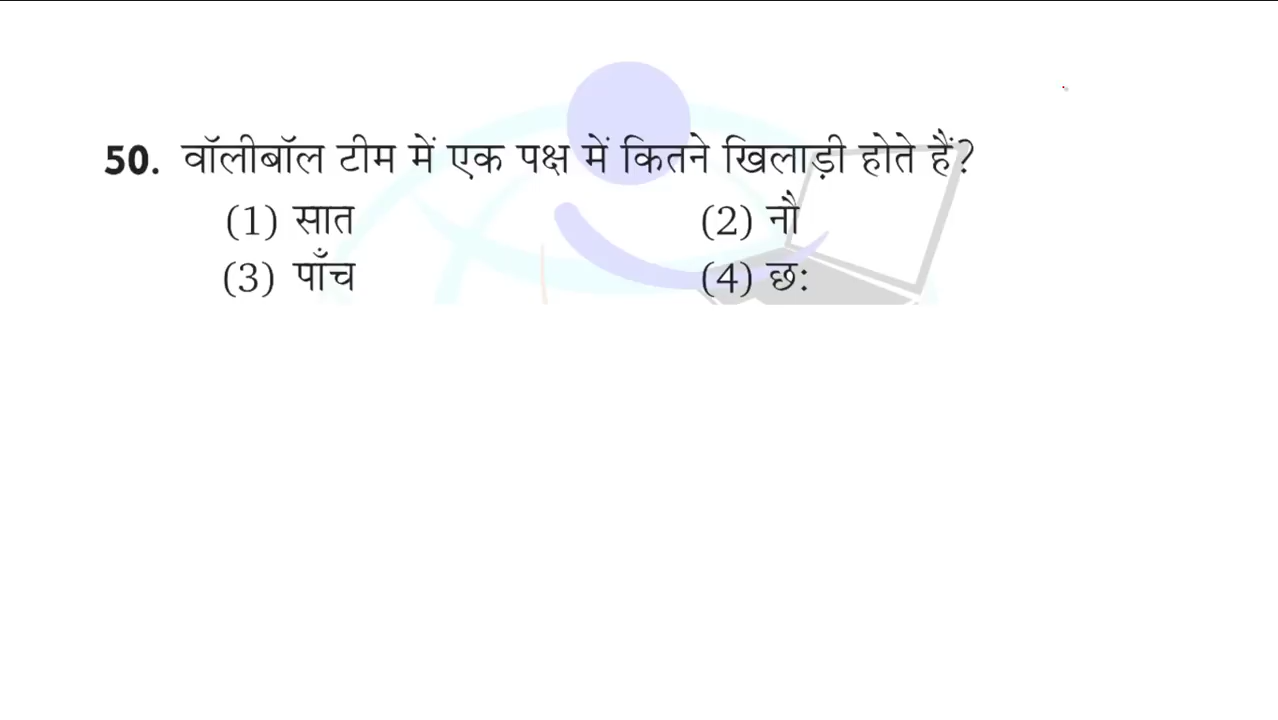 50. वॉलीबॉल टीम में एक पक्ष में कितने खिलाड़ी होते हैं?
(1) सात (2) नौ
(3) पाँच (4) छः